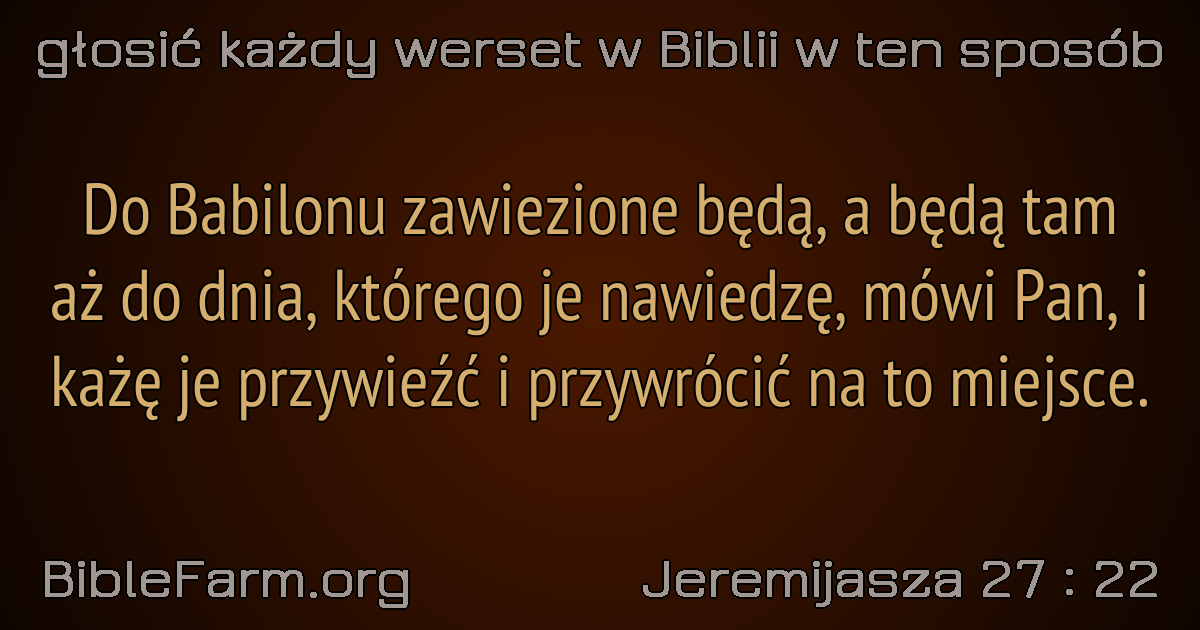 głosić każdy werset w Biblii w ten sposób
Do Babilonu zawiezione będą, a będą tam
aż do dnia, którego je nawiedzę, mówi Pan, i
każę je przywieźć i przywrócić na to miejsce.
BibleFarm.org
Jeremijasza 27 : 22